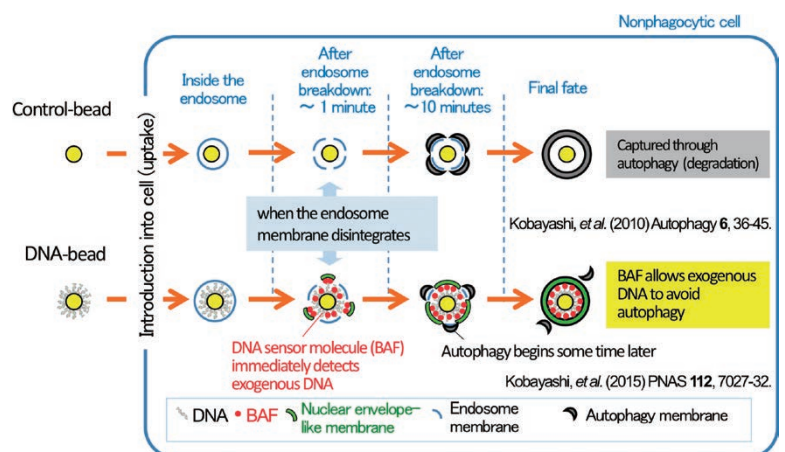 Nonphagocytic cell
Inside the
endosome
After
endosome
breakdown:
~ 1 minute
After
endosome
breakdown:
~ 10 minutes
Final fate
Control-bead
Introduction into cell (uptake)
Captured through
autophagy (degradation)
when the endosome
membrane disintegrates
Kobayashi, et al. (2010) Autophagy 6, 36-45.
DNA-bead
BAF allows exogenous
DNA to avoid
autophagy
DNA sensor molecule (BAF)
immediately detects
exogenous DNA
Autophagy begins some time later
Kobayashi, et al. (2015) PNAS 112, 7027-32.
DNA
BAF
Nuclear envelope-
like membrane
Endosome
membrane
Autophagy membrane